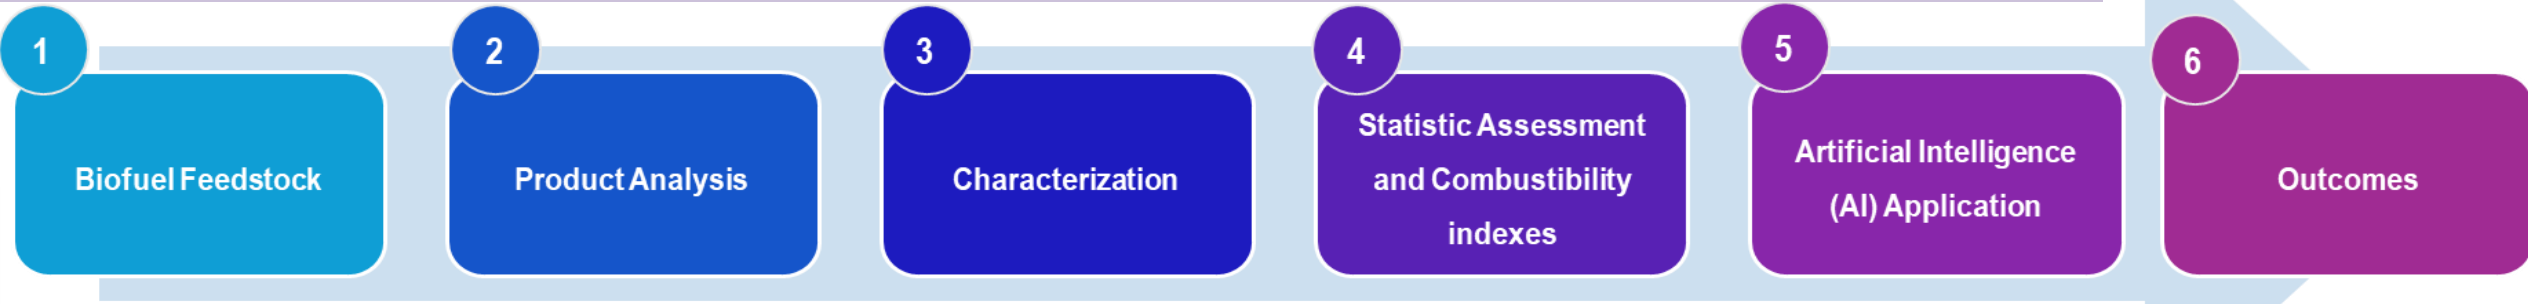 1
Biofuel Feedstock
2
Product Analysis
3
Characterization
4
Statistic Assessment
and Combustibility
indexes
5
Artificial Intelligence
(AI) Application
6
Outcomes